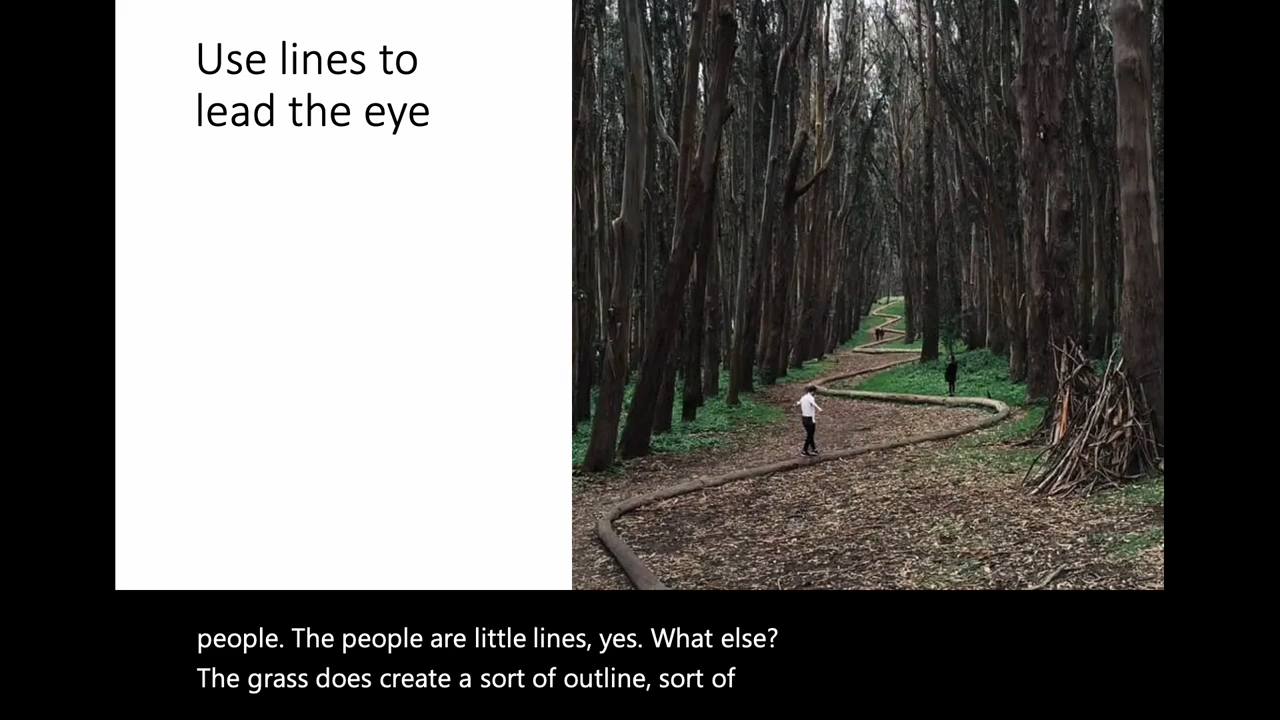 Use lines to
lead the eye
people. The people are little lines, yes. What else?
The grass does create a sort of outline, sort of